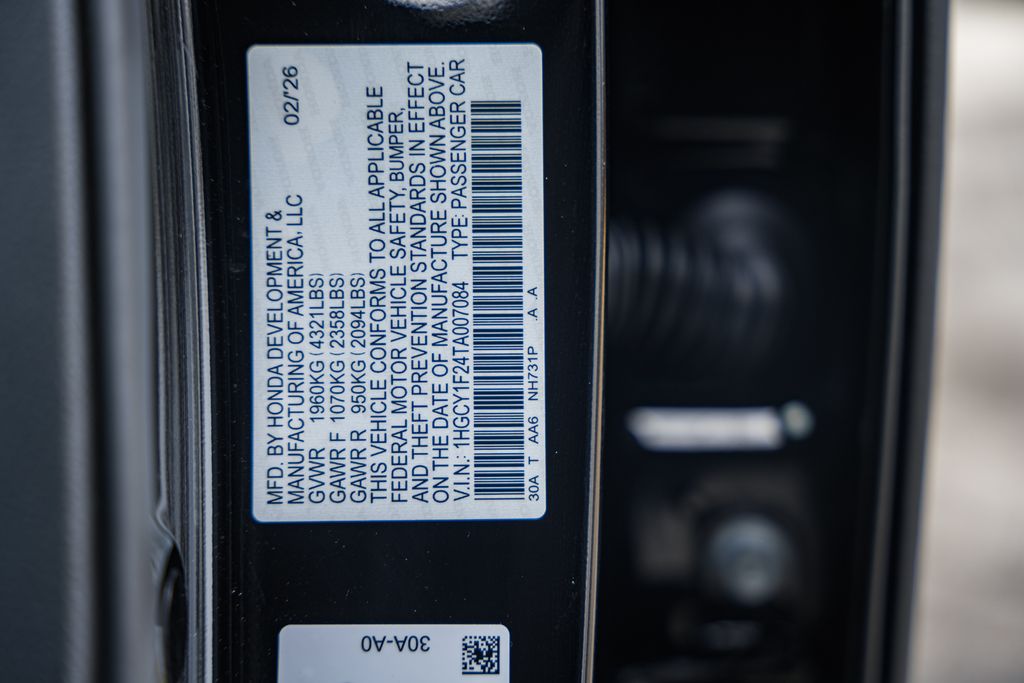 MFD. BY HONDA DEVELOPMENT &
MANUFACTURING OF AMERICA, LLC 02/'26
GVWR 1960KG (4321LBS)
GAWR F 1070KG (2358LBS)
GAWR R 950KG (2094LBS)
THIS VEHICLE CONFORMS TO ALL APPLICABLE
FEDERAL MOTOR VEHICLE SAFETY, BUMPER,
AND THEFT PREVENTION STANDARDS IN EFFECT
ON THE DATE OF MANUFACTURE SHOWN ABOVE.
V.I.N.: 1HGCY1F24TA007084 TYPE: PASSENGER CAR
30A T AA6 NH731P .A .A
30A-A0